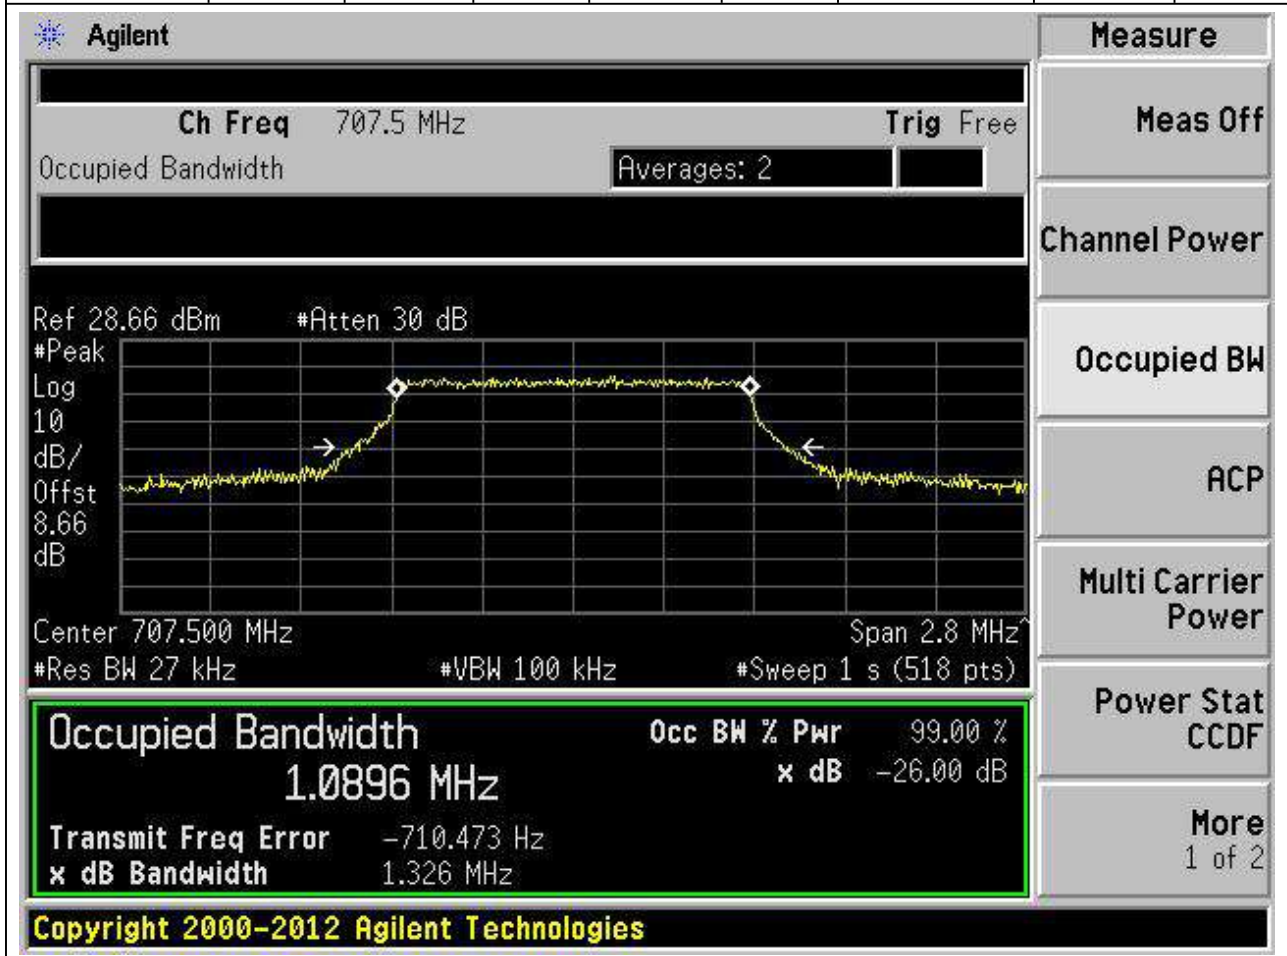 Agilent
Measure
Ch Freq 707.5 MHz Trig Free
Meas Off
Occupied Bandwidth Averages: 2
Channel Power
Ref 28.66 dBm #Atten 30 dB
#Peak
Log
10
dB/
Offst
8.66
dB
Occupied BW
ACP
Multi Carrier
Power
Center 707.500 MHz Span 2.8 MHz^
#Res BW 27 kHz #VBW 100 kHz #Sweep 1 s (518 pts)
Power Stat
CCDF
Occupied Bandwidth Occ BW % Pwr 99.00 %
1.0896 MHz x dB -26.00 dB
Transmit Freq Error -710.473 Hz
x dB Bandwidth 1.326 MHz
More
1 of 2
Copyright 2000-2012 Agilent Technologies